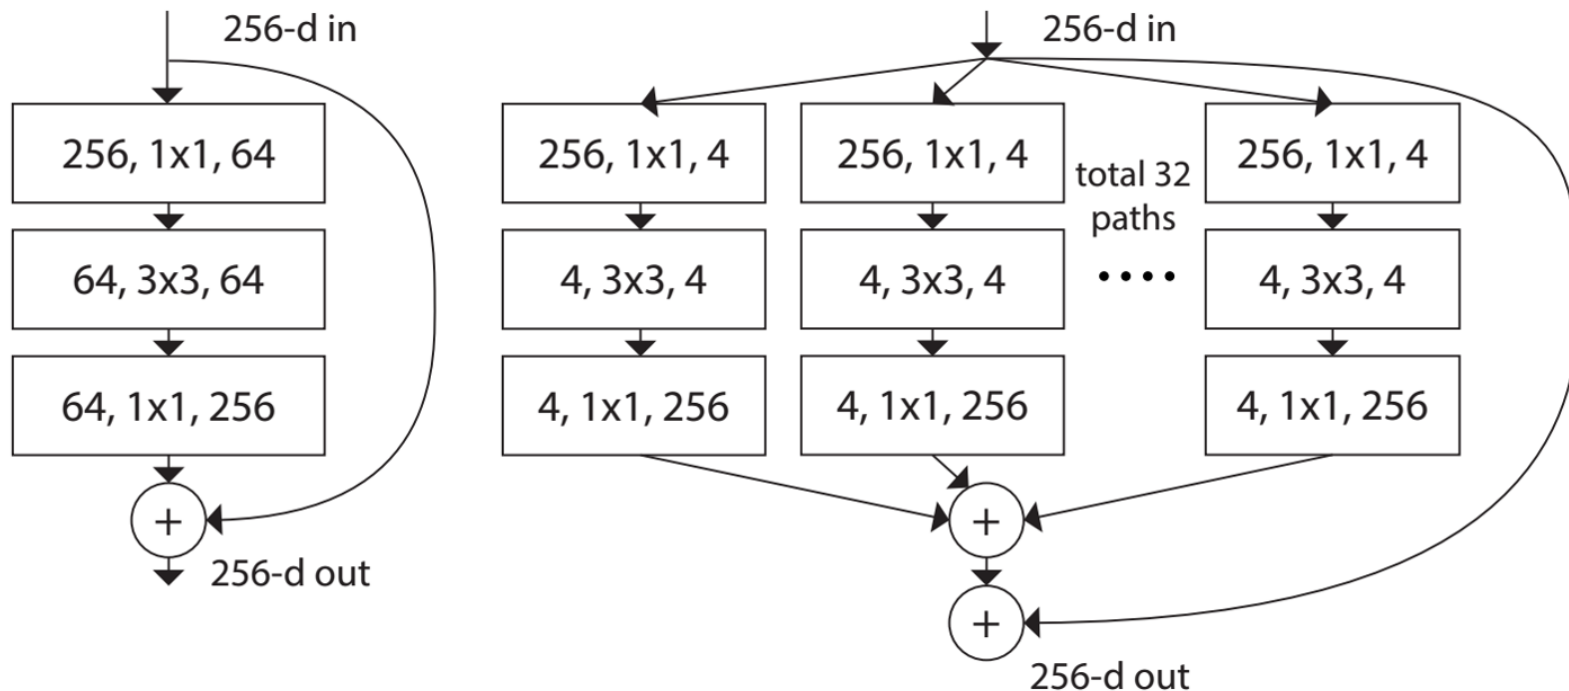 256-d in
256, 1x1, 64
64, 3x3, 64
64, 1x1, 256
+
256-d out
256-d in
256, 1x1, 4
4, 3x3, 4
4, 1x1, 256
256, 1x1, 4
4, 3x3, 4
4, 1x1, 256
total 32
paths
....
256, 1x1, 4
4, 3x3, 4
4, 1x1, 256
+
+
256-d out